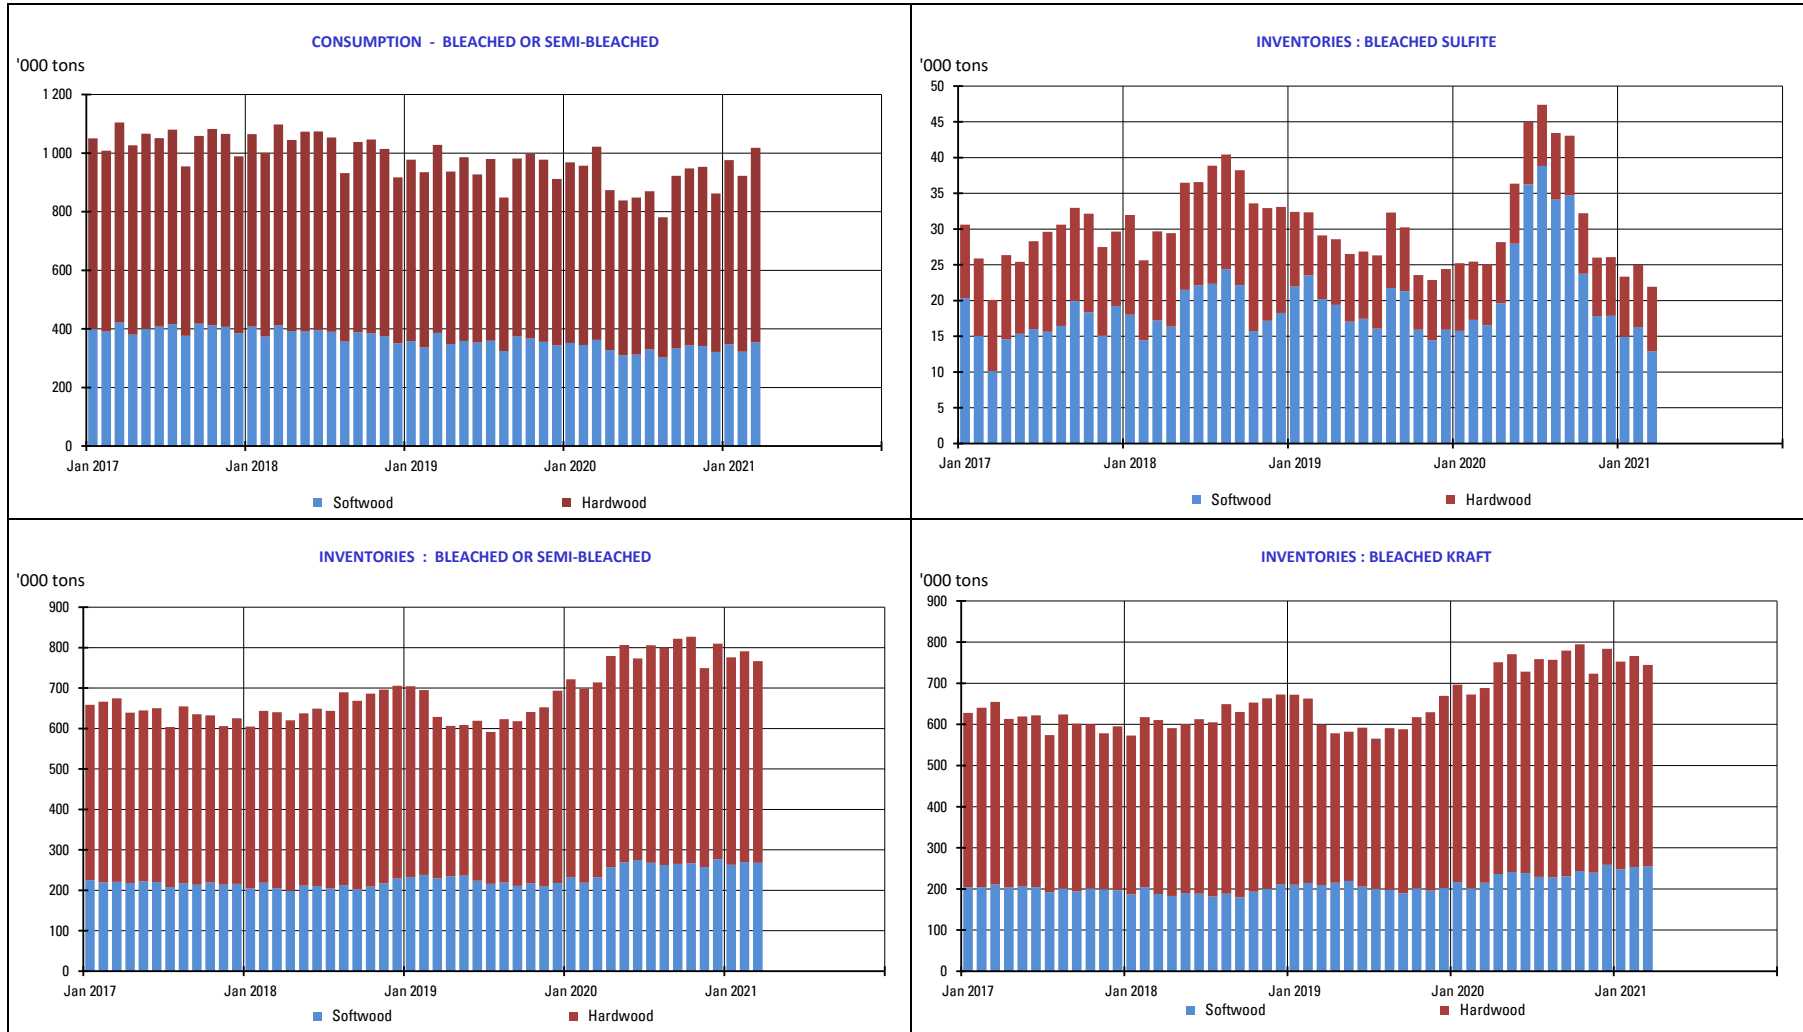 CONSUMPTION - BLEACHED OR SEMI-BLEACHED
'000 tons
1 200
1 000
800
600
400
200
0
Jan 2017 Jan 2018 Jan 2019 Jan 2020 Jan 2021
Softwood Hardwood
INVENTORIES : BLEACHED SULFITE
'000 tons
50
45
40
35
30
25
20
15
10
5
0
Jan 2017 Jan 2018 Jan 2019 Jan 2020 Jan 2021
Softwood Hardwood
INVENTORIES : BLEACHED OR SEMI-BLEACHED
'000 tons
900
800
700
600
500
400
300
200
100
0
Jan 2017 Jan 2018 Jan 2019 Jan 2020 Jan 2021
Softwood Hardwood
INVENTORIES : BLEACHED KRAFT
'000 tons
900
800
700
600
500
400
300
200
100
0
Jan 2017 Jan 2018 Jan 2019 Jan 2020 Jan 2021
Softwood Hardwood